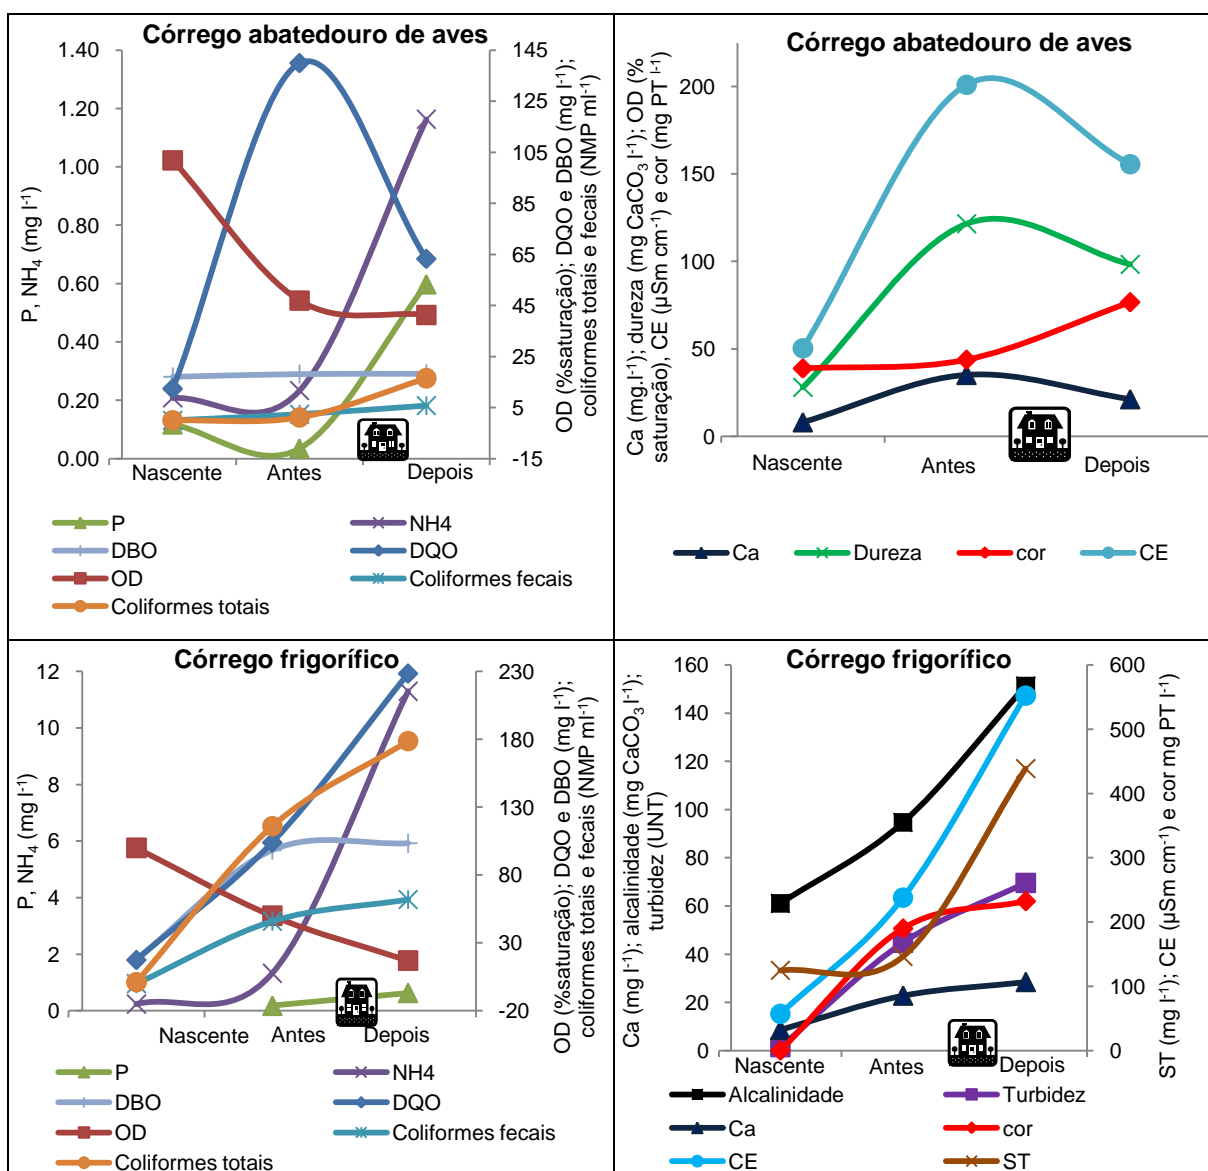 Córrego abatedouro de aves
1.40
1.20
1.00
0.80
0.60
0.40
0.20
0.00
P, NH4 (mg l-1)
145
125
105
85
65
45
25
5
-15
OD (%saturação); DQO e DBO (mg l-1);
coliformes totais e fecais (NMP ml-1)
Nascente Antes Depois
P NH4
DBO DQO
OD Coliformes fecais
Coliformes totais
Córrego abatedouro de aves
Ca (mg.l-1); dureza (mg CaCO3 l-1); OD (%
saturação), CE (µSm cm-1) e cor (mg PT l-1)
200
150
100
50
0
Nascente Antes Depois
Ca Dureza cor CE
Córrego frigorífico
12
10
8
6
4
2
0
P, NH4 (mg l-1)
230
180
130
80
30
-20
OD (%saturação); DQO e DBO (mg l-1);
coliformes totais e fecais (NMP ml-1)
Nascente Antes Depois
P NH4
DBO DQO
OD Coliformes fecais
Coliformes totais
Córrego frigorífico
Ca (mg l-1); alcalinidade (mg CaCO3 l-1);
turbidez (UNT)
160
140
120
100
80
60
40
20
0
600
500
400
300
200
100
0
ST (mg l-1); CE (µSm cm-1) e cor mg PT l-1)
Nascente Antes Depois
Alcalinidade Turbidez
Ca cor
CE ST